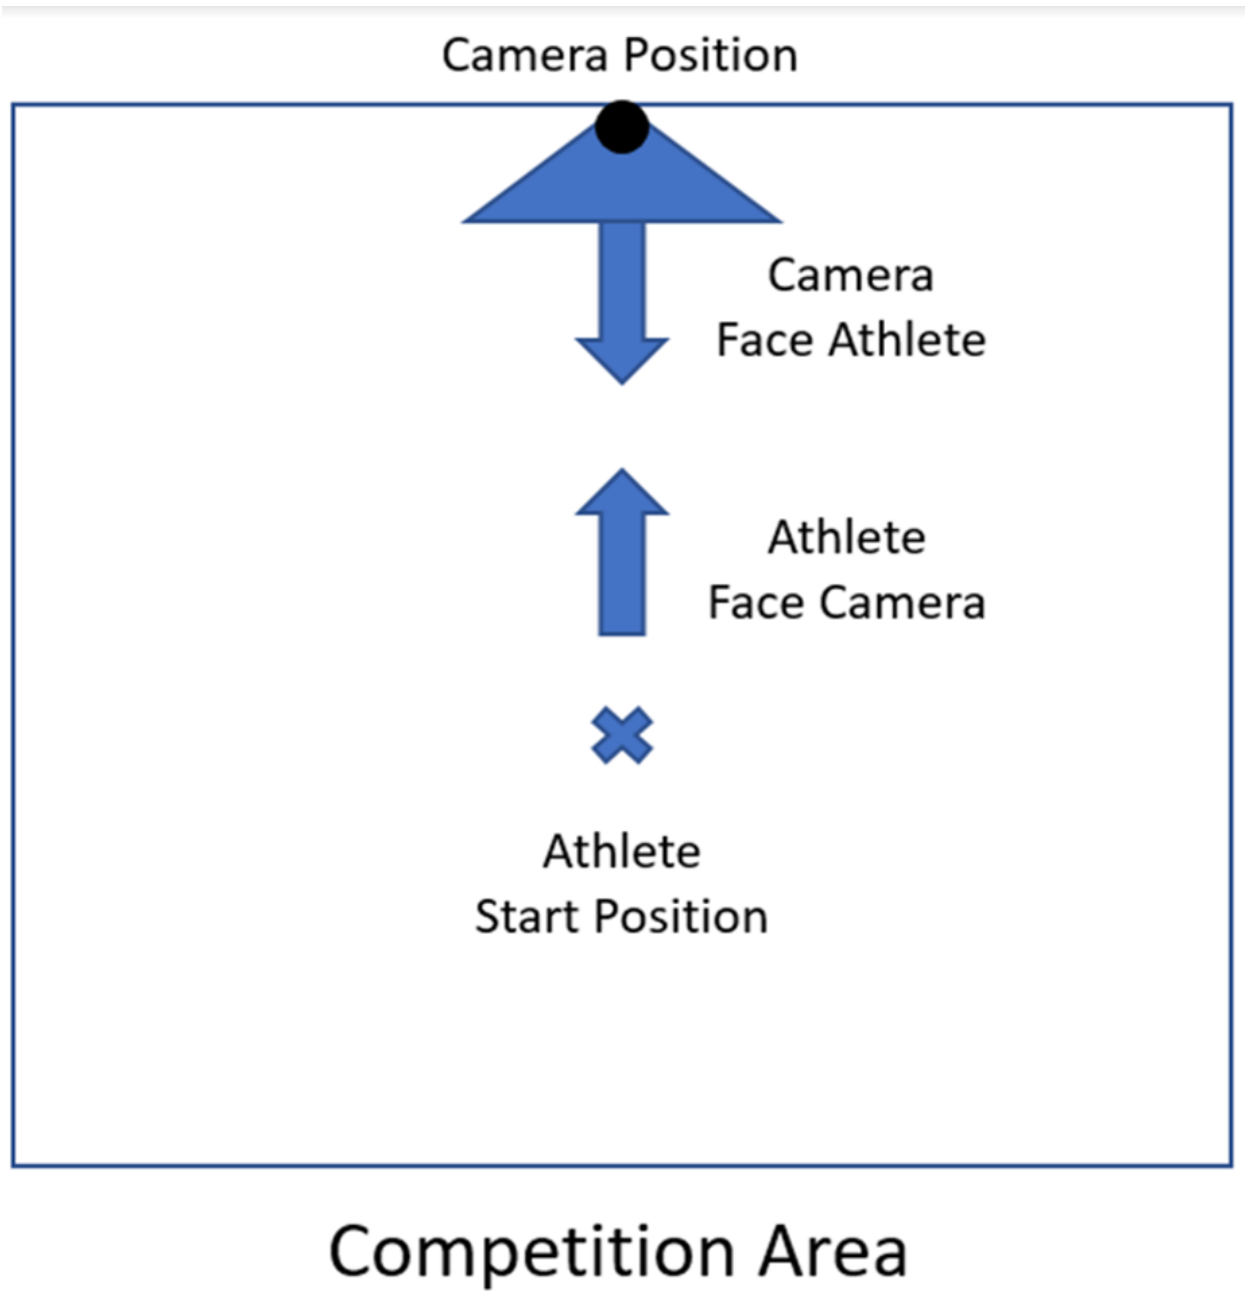 Camera Position
Camera
Face Athlete
Athlete
Face Camera
Athlete
Start Position
Competition Area